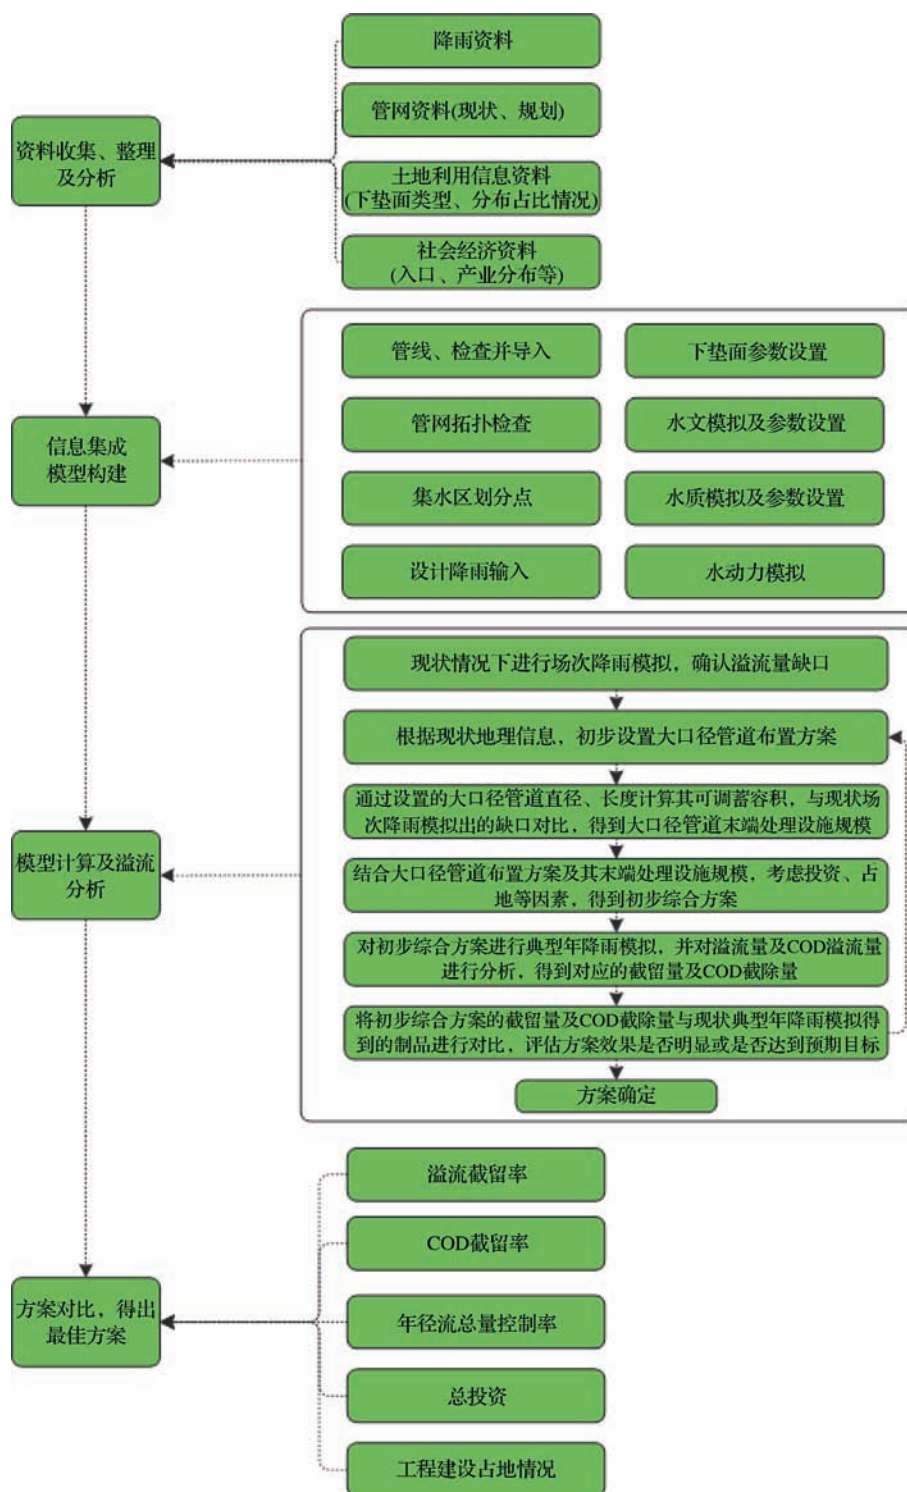 降雨资料
管网资料(现状、规划)
资料收集、整理
及分析
土地利用信息资料
(下垫面类型、分布占比情况)
社会经济资料
(入口、产业分布等)
管线、检查并导入
下垫面参数设置
管网拓扑检查
水文模拟及参数设置
信息集成
模型构建
集水区划分点
水质模拟及参数设置
设计降雨输入
水动力模拟
现状情况下进行场次降雨模拟，确认溢流量缺口
根据现状地理信息，初步设置大口径管道布置方案
通过设置的大口径管道直径、长度计算其可调蓄容积，与现状场
次降雨模拟出的缺口对比，得到大口径管道末端处理设施规模
模型计算及溢流
分析
结合大口径管道布置方案及其末端处理设施规模，考虑投资、占
地等因素，得到初步综合方案
对初步综合方案进行典型年降雨模拟，并对溢流量及COD溢流量
进行分析，得到对应的截留量及COD截除量
将初步综合方案的截留量及COD截除量与现状典型年降雨模拟得
到的制品进行对比，评估方案效果是否明显或是否达到预期目标
方案确定
溢流截留率
COD截留率
方案对比，得出
最佳方案
年径流总量控制率
总投资
工程建设占地情况